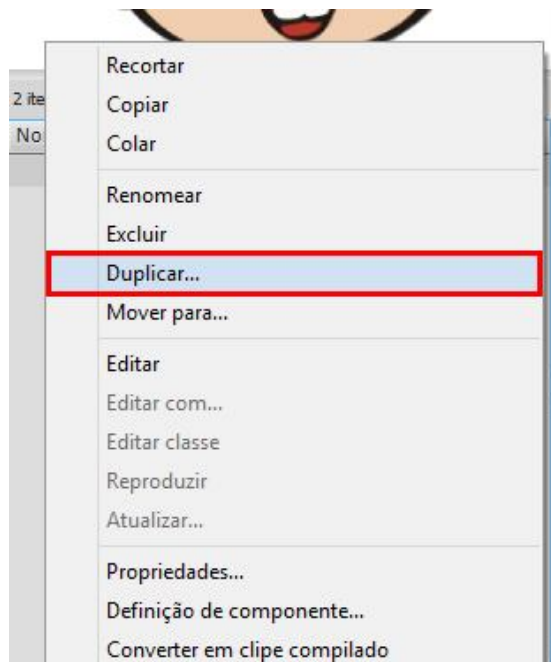 Recortar
2 ite
Copiar
No
Colar
Renomear
Excluir
Duplicar...
Mover para...
Editar
Editar com...
Editar classe
Reproduzir
Atualizar...
Propriedades...
Definição de componente...
Converter em clipe compilado